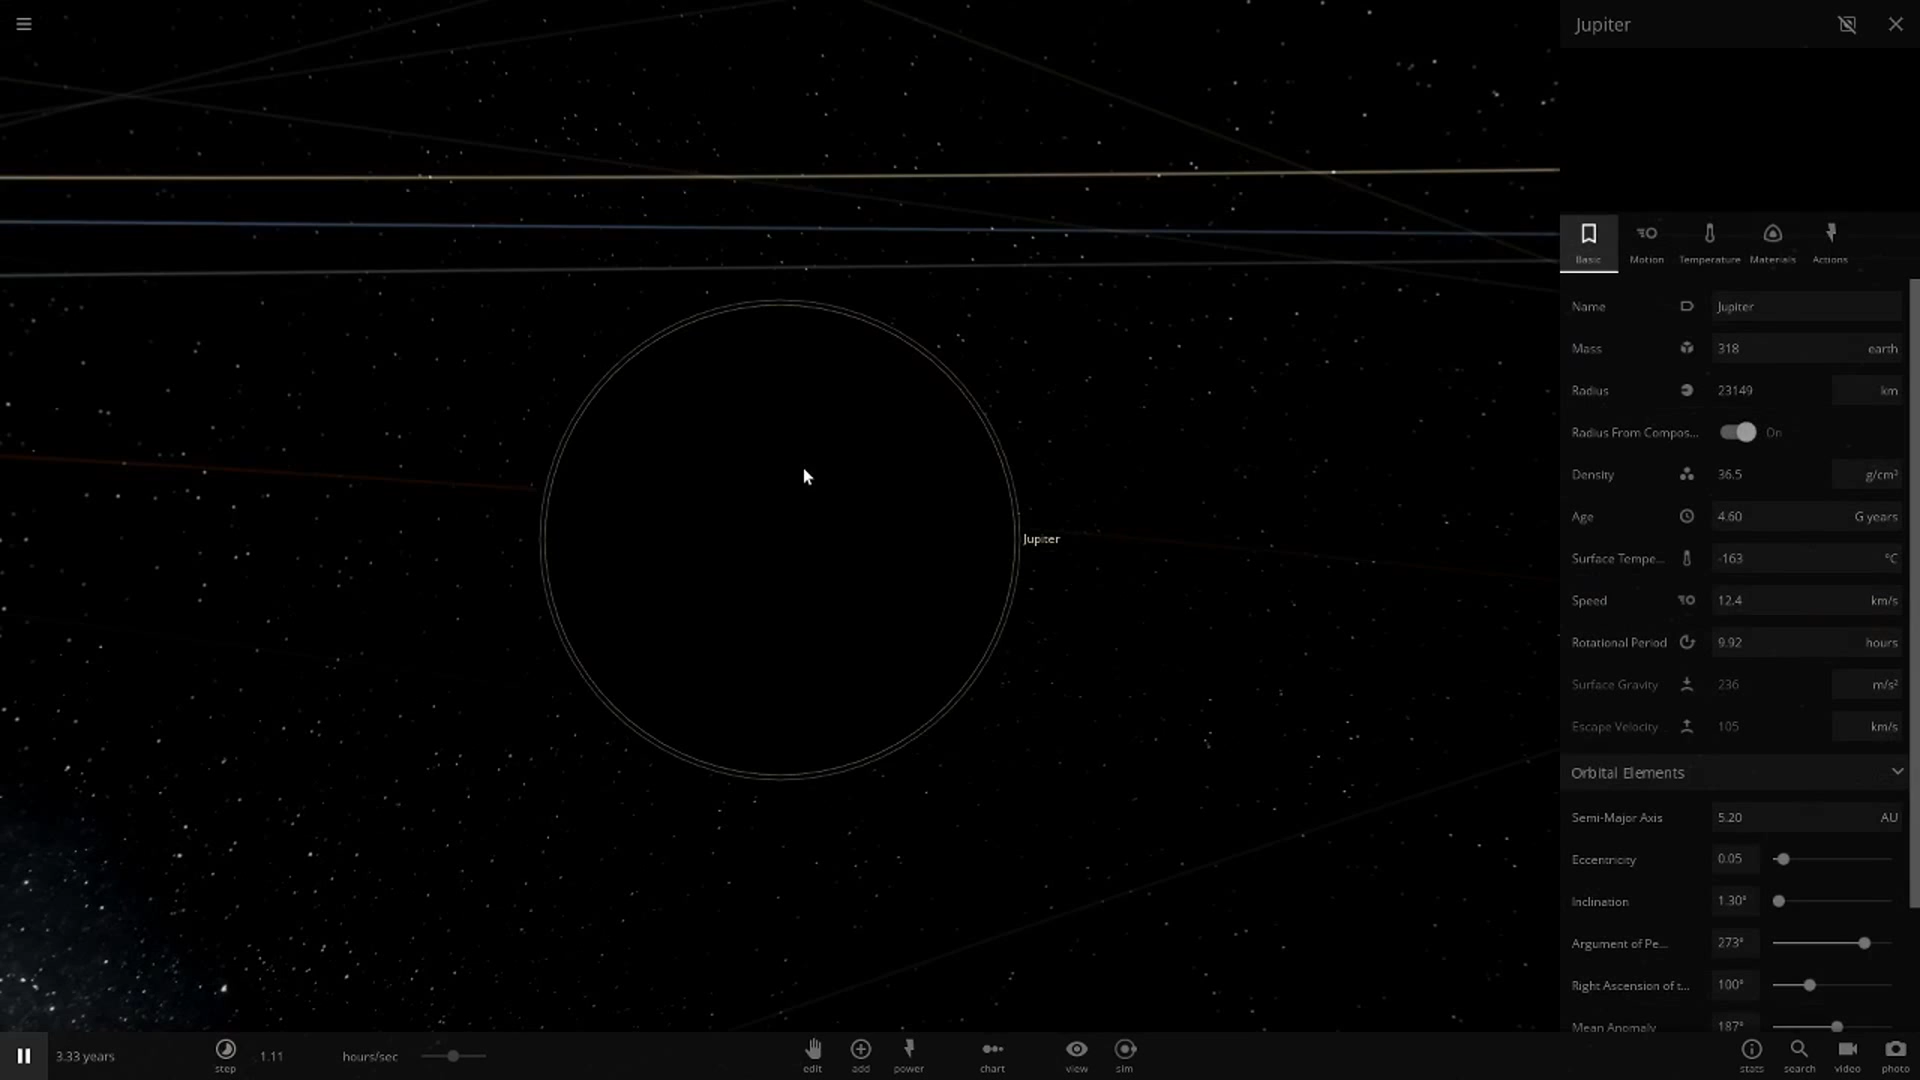 Jupiter
Basic
Motion
Temperature
Materials
Actions
Name Jupiter
Mass 318 earth
Radius 23149 km
Radius From Compos... On
Density 36.5 g/cm³
Age 4.60 G years
Surface Tempe... -163 °C
Speed 12.4 km/s
Rotational Period 9.92 hours
Surface Gravity 236 m/s²
Escape Velocity 105 km/s
Orbital Elements
Semi-Major Axis 5.20 AU
Eccentricity 0.05
Inclination 1.30°
Argument of Pe... 273°
Right Ascension of t... 100°
Mean Anomaly 187°
Jupiter
3.33 years
step
1.11 hours/sec
edit
add
power
chart
view
sim
stats
search
video
photo